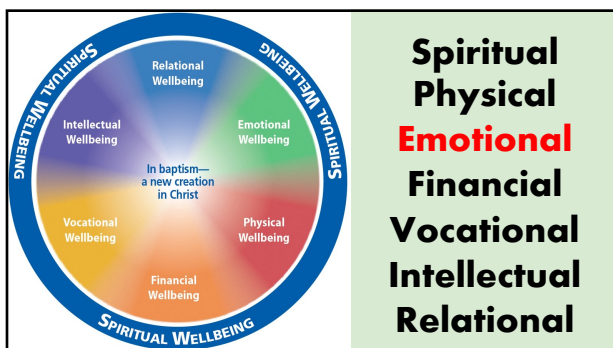 SPIRITUAL WELLBEING
SPIRITUAL WELLBEING
Relational
Wellbeing
Intellectual
Wellbeing
Emotional
Wellbeing
In baptism—
a new creation
in Christ
Vocational
Wellbeing
Physical
Wellbeing
Financial
Wellbeing
SPIRITUAL WELLBEING
Spiritual
Physical
Emotional
Financial
Vocational
Intellectual
Relational